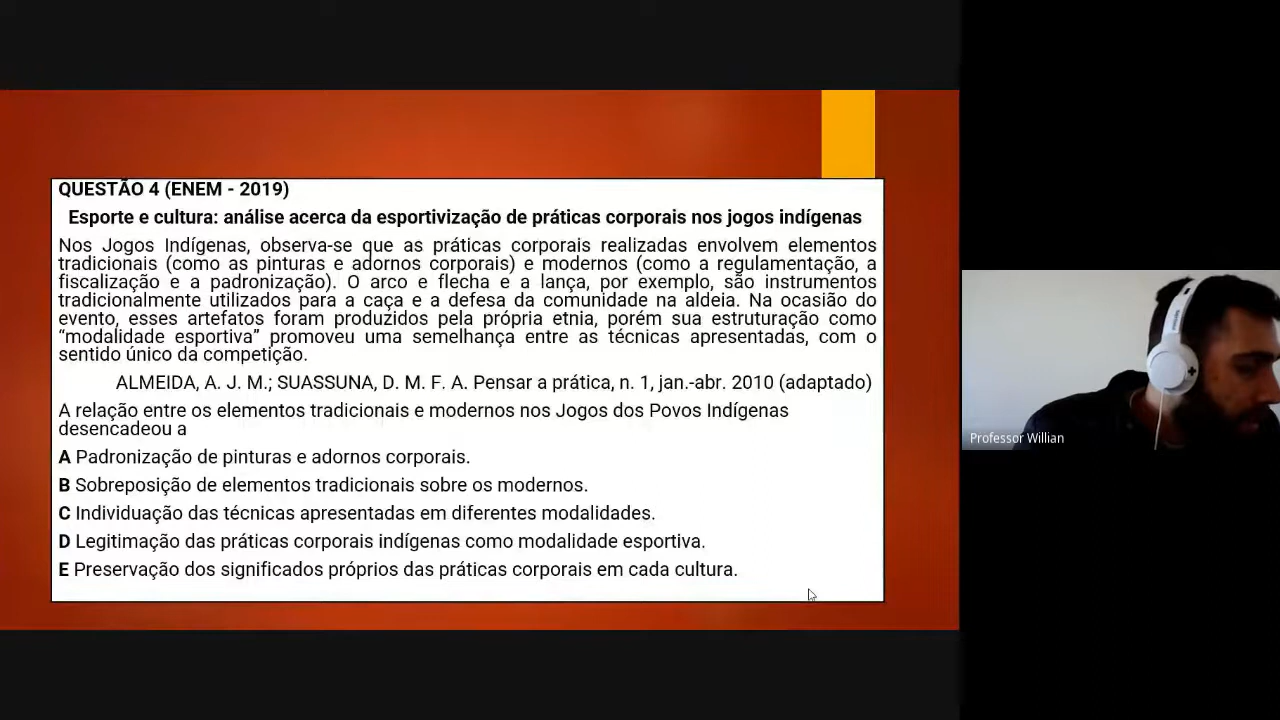 QUESTÃO 4 (ENEM - 2019)
Esporte e cultura: análise acerca da esportivização de práticas corporais nos jogos indígenas
Nos Jogos Indígenas, observa-se que as práticas corporais realizadas envolvem elementos
tradicionais (como as pinturas e adornos corporais) e modernos (como a regulamentação, a
fiscalização e a padronização). O arco e flecha e a lança, por exemplo, são instrumentos
tradicionalmente utilizados para a caça e a defesa da comunidade na aldeia. Na ocasião do
evento, esses artefatos foram produzidos pela própria etnia, porém sua estruturação como
“modalidade esportiva” promoveu uma semelhança entre as técnicas apresentadas, com o
sentido único da competição.
ALMEIDA, A. J. M.; SUASSUNA, D. M. F. A. Pensar a prática, n. 1, jan.-abr. 2010 (adaptado)
A relação entre os elementos tradicionais e modernos nos Jogos dos Povos Indígenas
desencadeou a
A Padronização de pinturas e adornos corporais.
B Sobreposição de elementos tradicionais sobre os modernos.
C Individuação das técnicas apresentadas em diferentes modalidades.
D Legitimação das práticas corporais indígenas como modalidade esportiva.
E Preservação dos significados próprios das práticas corporais em cada cultura.
Professor Willian